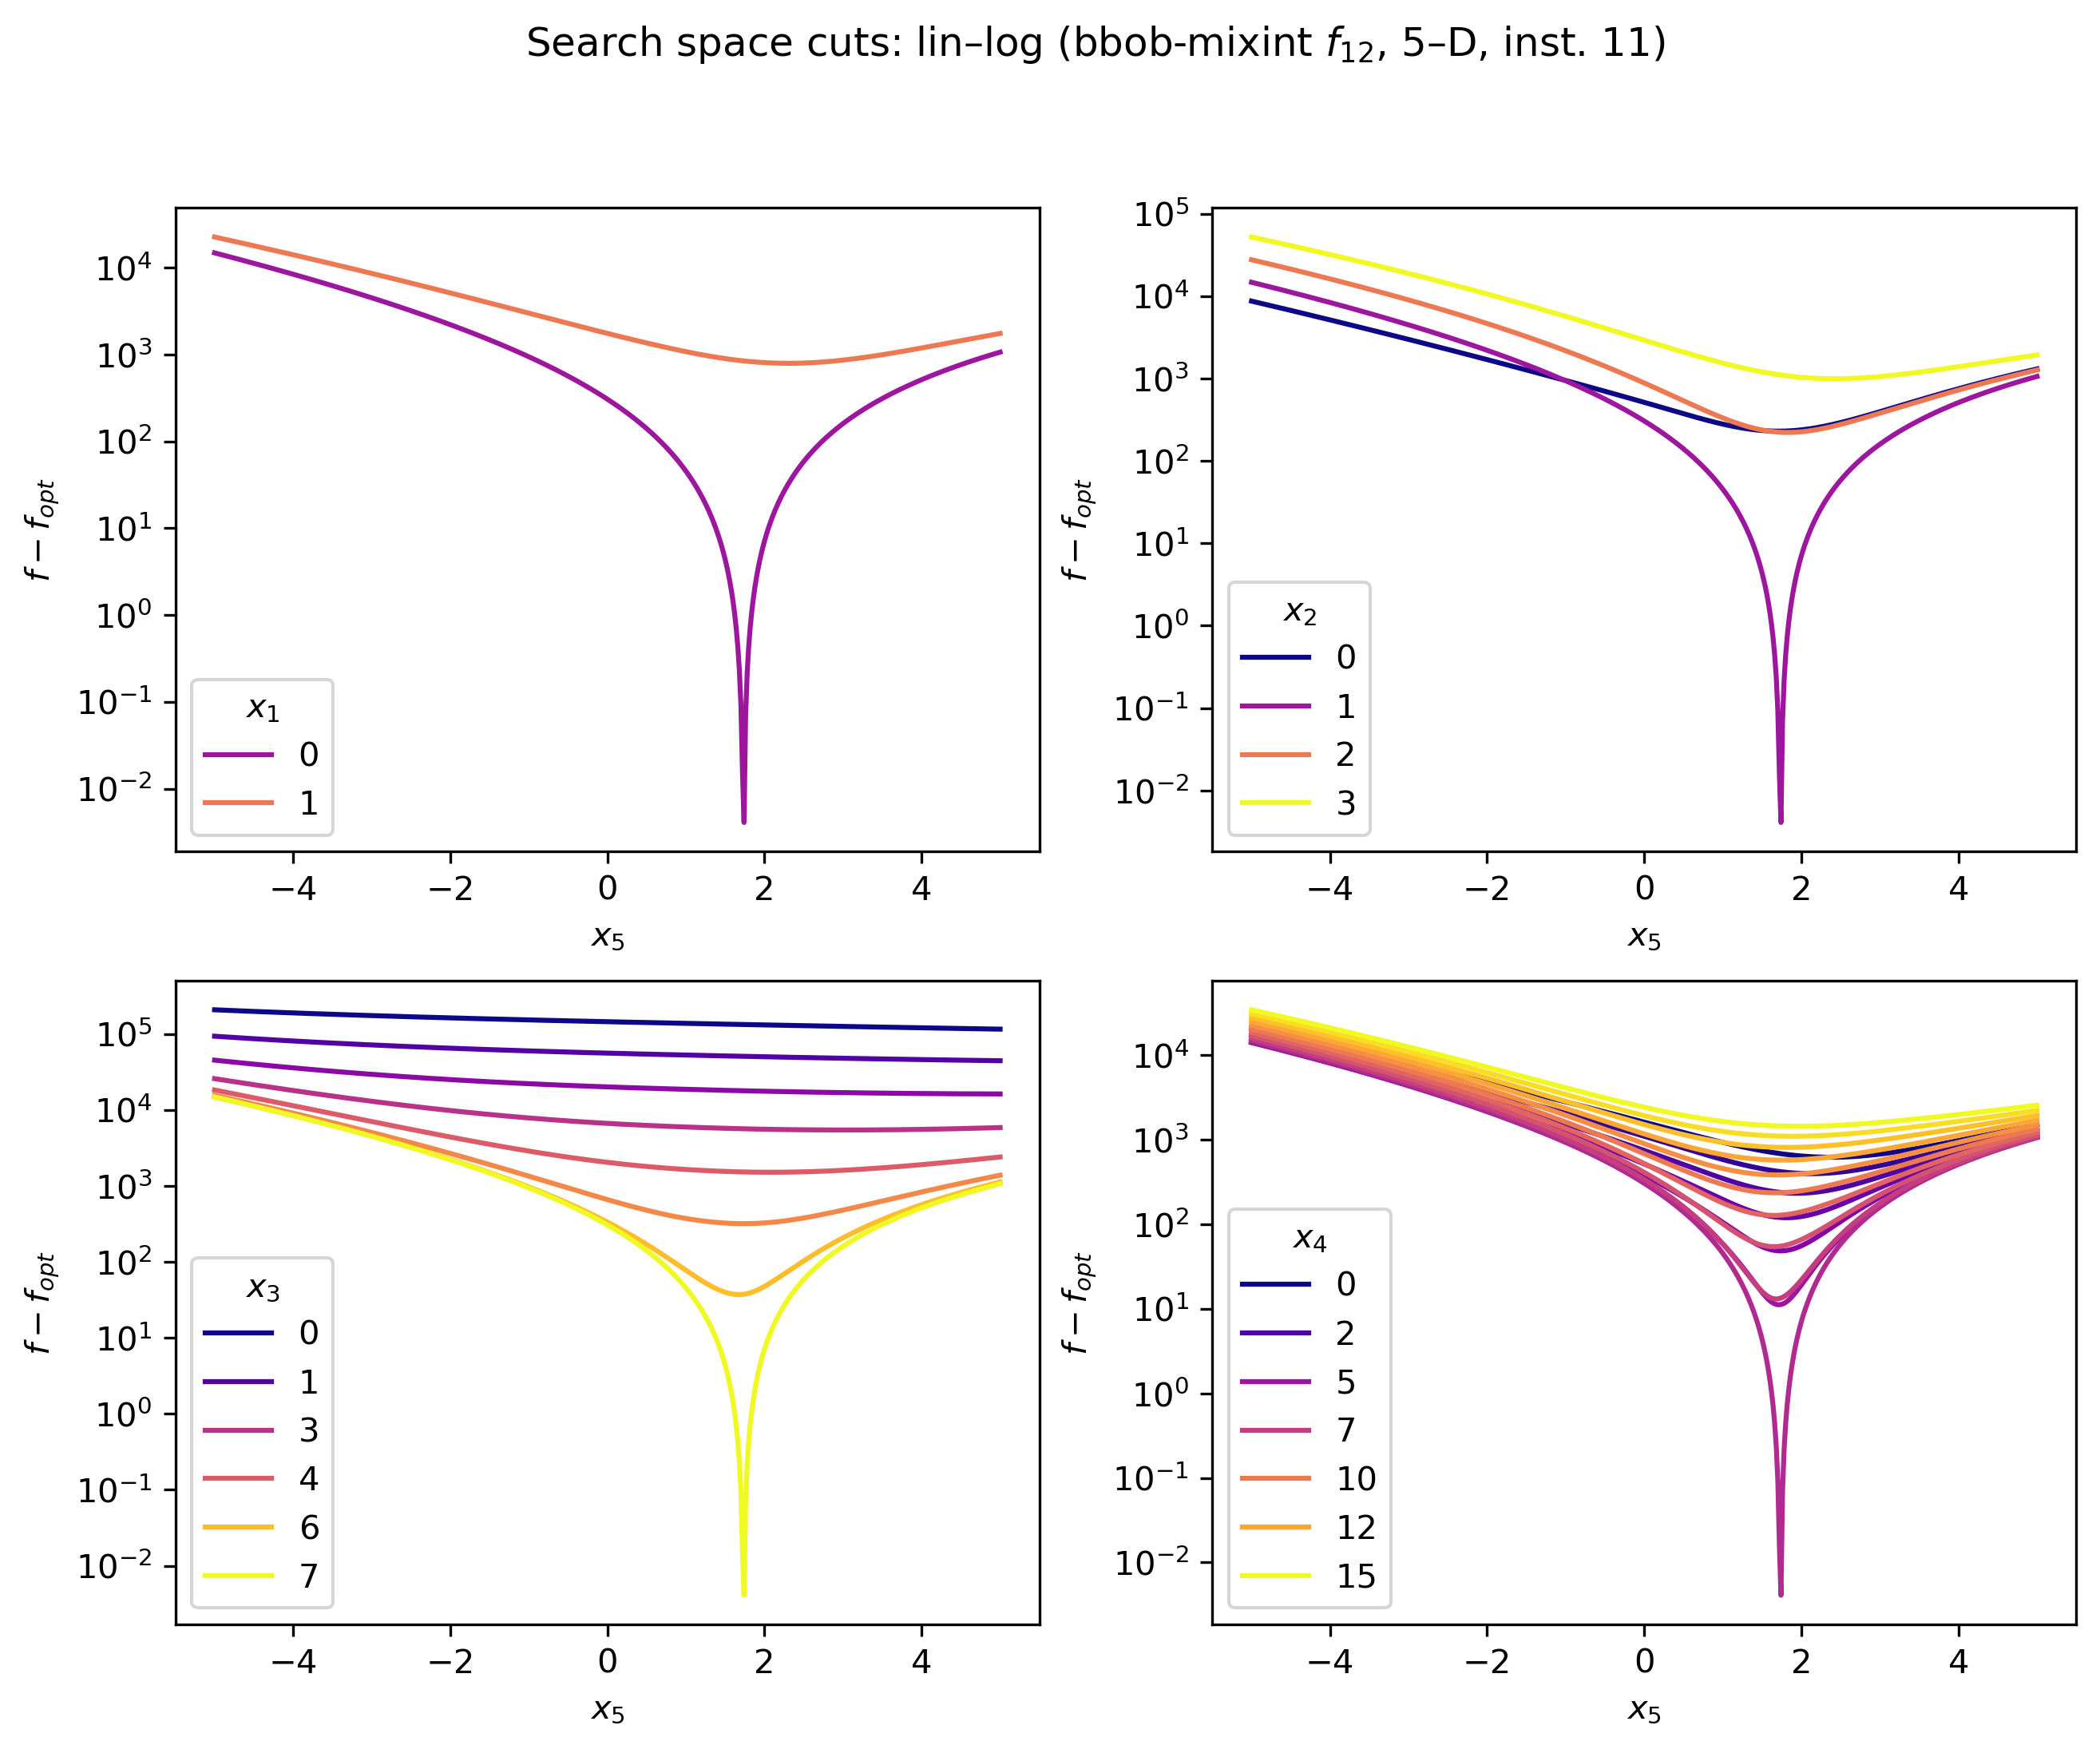 Search space cuts: lin–log (bbob-mixint f12, 5–D, inst. 11)
10^4
10^3
10^2
10^1
10^0
10^−1
10^−2
f − f_opt
x1
0
1
−4 −2 0 2 4
x5
10^5
10^4
10^3
10^2
10^1
10^0
10^−1
10^−2
f − f_opt
x2
0
1
2
3
−4 −2 0 2 4
x5
10^5
10^4
10^3
10^2
10^1
10^0
10^−1
10^−2
f − f_opt
x3
0
1
3
4
6
7
−4 −2 0 2 4
x5
10^4
10^3
10^2
10^1
10^0
10^−1
10^−2
f − f_opt
x4
0
2
5
7
10
12
15
−4 −2 0 2 4
x5